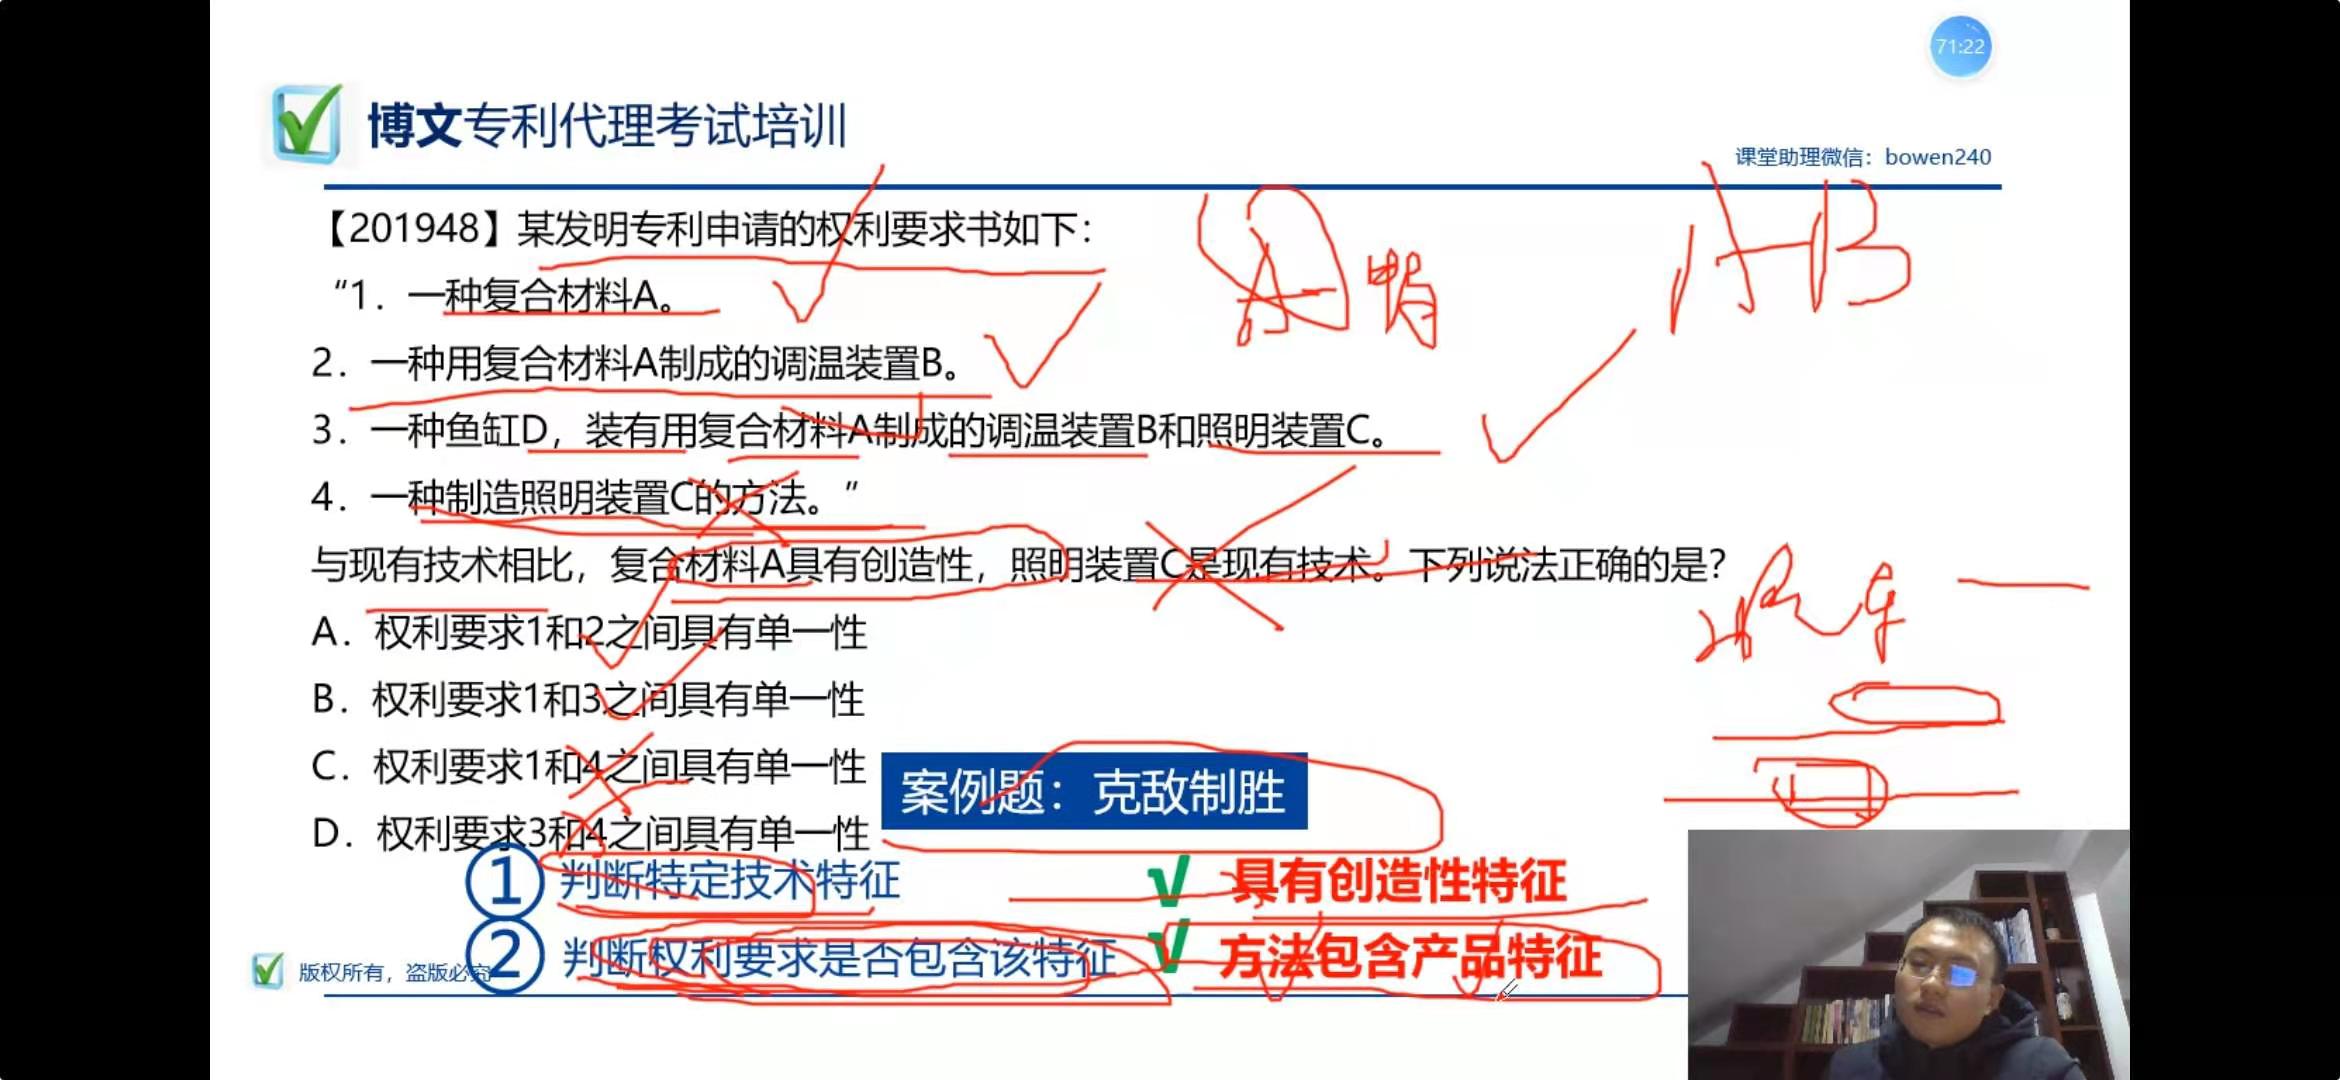 71:22
博文专利代理考试培训
课堂助理微信：bowen240
【201948】某发明专利申请的权利要求书如下：
“1．一种复合材料A。
2．一种用复合材料A制成的调温装置B。
3．一种鱼缸D，装有用复合材料A制成的调温装置B和照明装置C。
4．一种制造照明装置C的方法。”
与现有技术相比，复合材料A具有创造性，照明装置C是现有技术。下列说法正确的是？
A．权利要求1和2之间具有单一性
B．权利要求1和3之间具有单一性
C．权利要求1和4之间具有单一性
D．权利要求3和4之间具有单一性
案例题：克敌制胜
① 判断特定技术特征 √ 具有创造性特征
② 判断权利要求是否包含该特征 √ 方法包含产品特征
版权所有，盗版必究
A
A+B
汽车